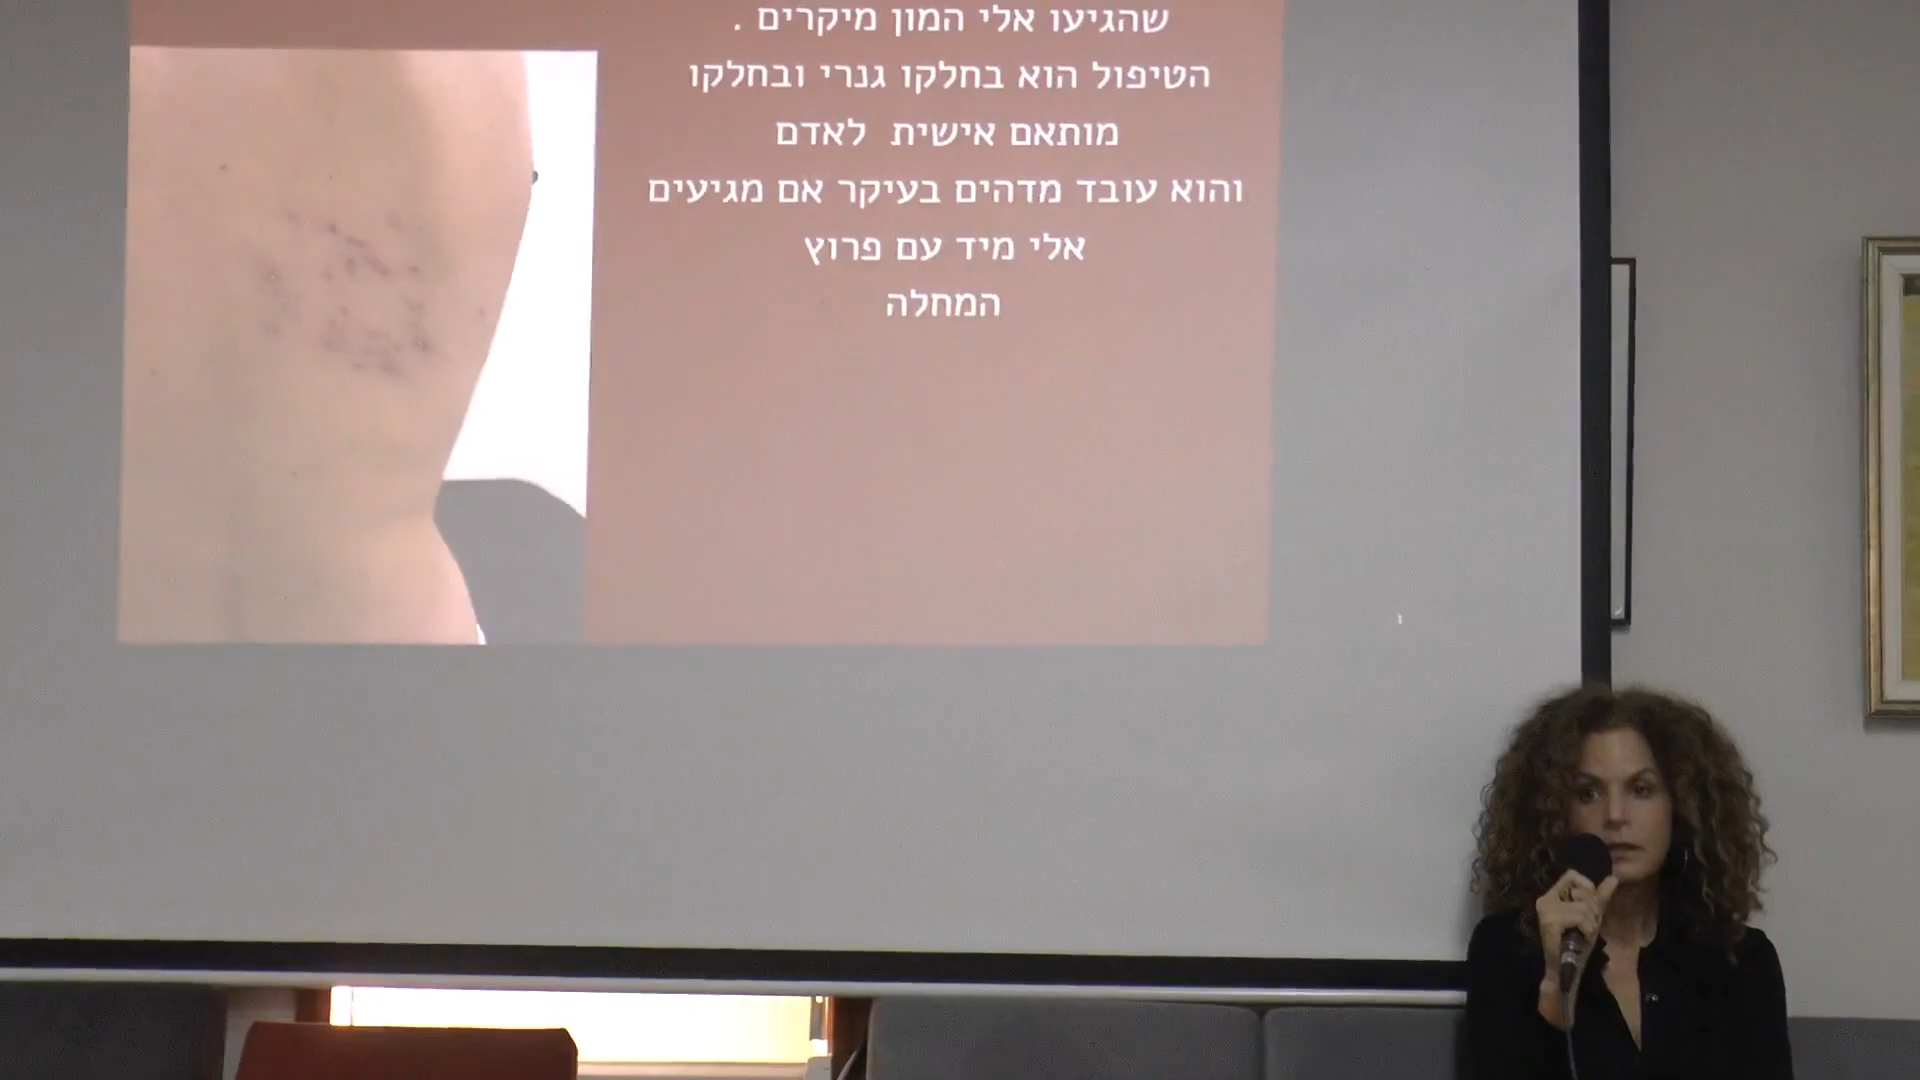 שהגיעו אלי המון מיקרים .
הטיפול הוא בחלקו גנרי ובחלקו
מותאם אישית לאדם
והוא עובד מדהים בעיקר אם מגיעים
אלי מיד עם פרוץ
המחלה